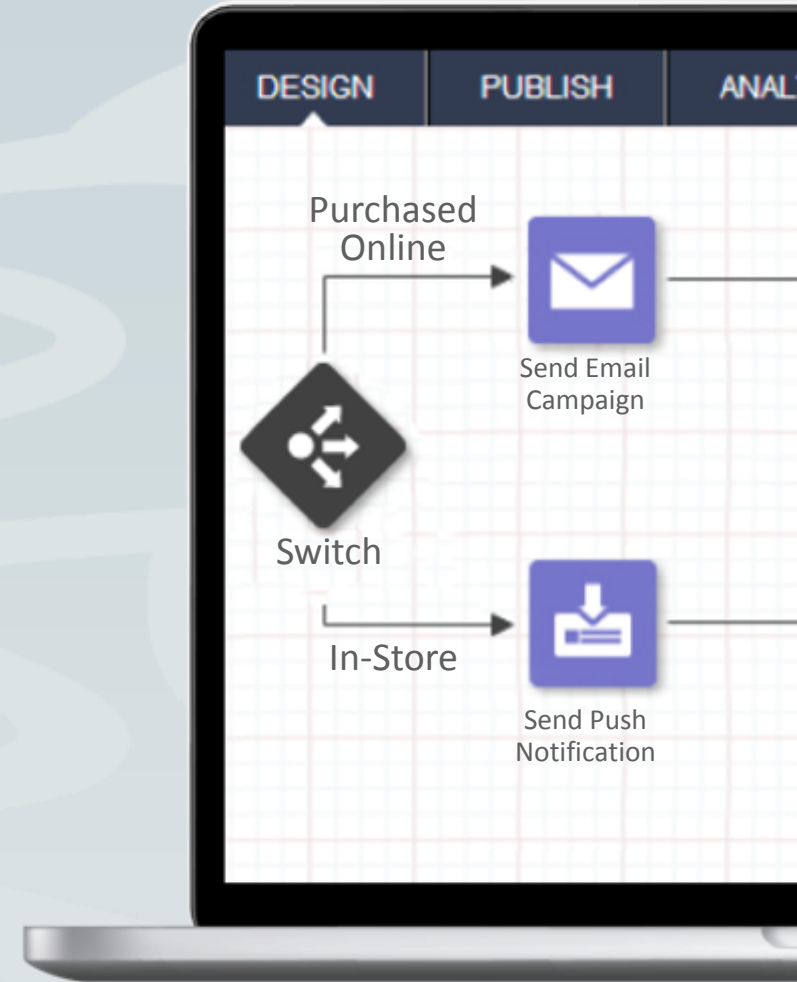 DESIGN
PUBLISH
Purchased
Online
Send Email
Campaign
Switch
In-Store
Send Push
Notification